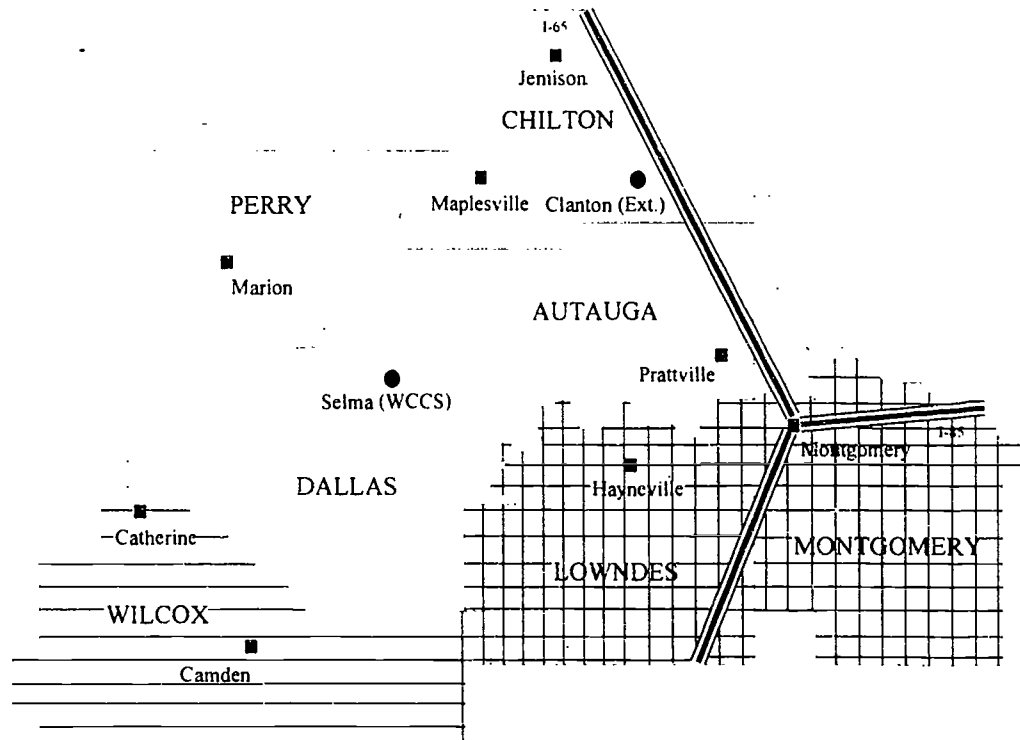 I-65
Jemison
CHILTON
PERRY
Maplesville
Clanton (Ext.)
Marion
AUTAUGA
Prattville
Selma (WCCS)
I-85
Montgomery
DALLAS
Hayneville
Catherine
MONTGOMERY
LOWNDES
WILCOX
Camden